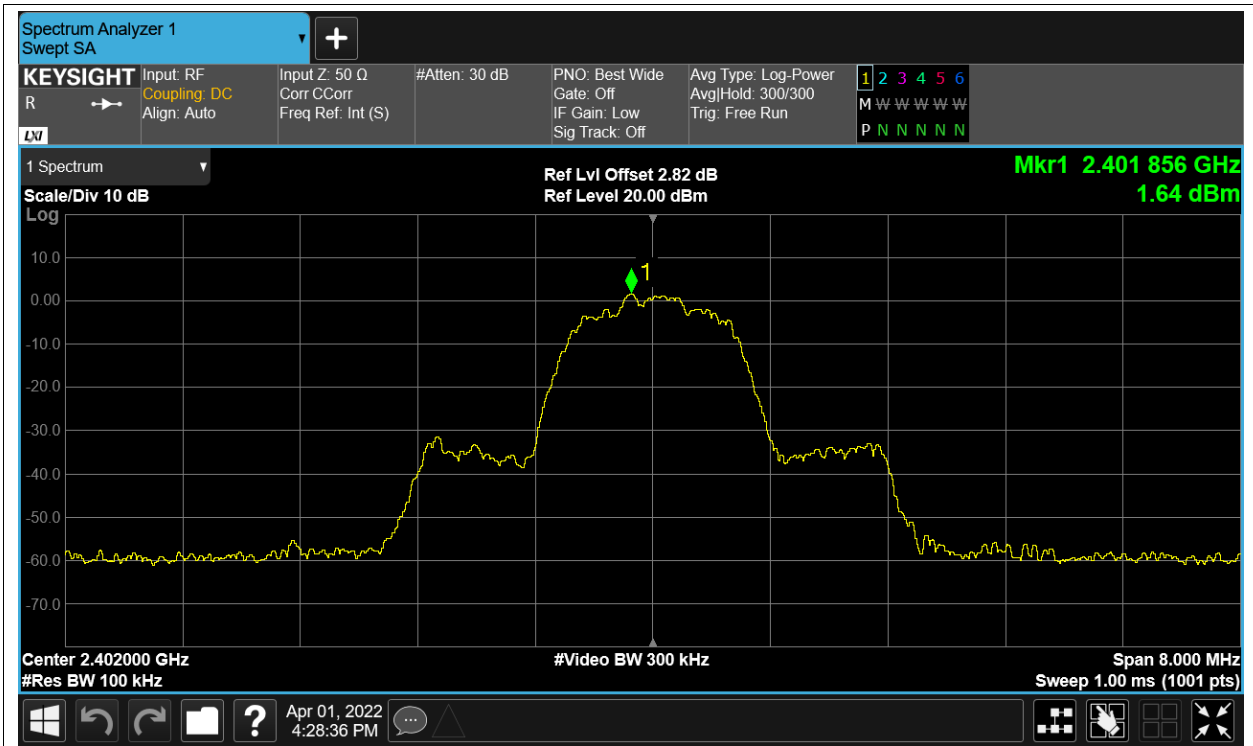 Spectrum Analyzer 1
Swept SA
KEYSIGHT
R
LXI
Input: RF
Coupling: DC
Align: Auto
Input Z: 50 Ω
Corr CCorr
Freq Ref: Int (S)
#Atten: 30 dB
PNO: Best Wide
Gate: Off
IF Gain: Low
Sig Track: Off
Avg Type: Log-Power
Avg|Hold: 300/300
Trig: Free Run
1 2 3 4 5 6
M W W W W W
P N N N N N
1 Spectrum
Scale/Div 10 dB
Log
Ref Lvl Offset 2.82 dB
Ref Level 20.00 dBm
Mkr1 2.401 856 GHz
1.64 dBm
10.0
0.00
-10.0
-20.0
-30.0
-40.0
-50.0
-60.0
-70.0
1
Center 2.402000 GHz
#Res BW 100 kHz
#Video BW 300 kHz
Span 8.000 MHz
Sweep 1.00 ms (1001 pts)
?
Apr 01, 2022
4:28:36 PM